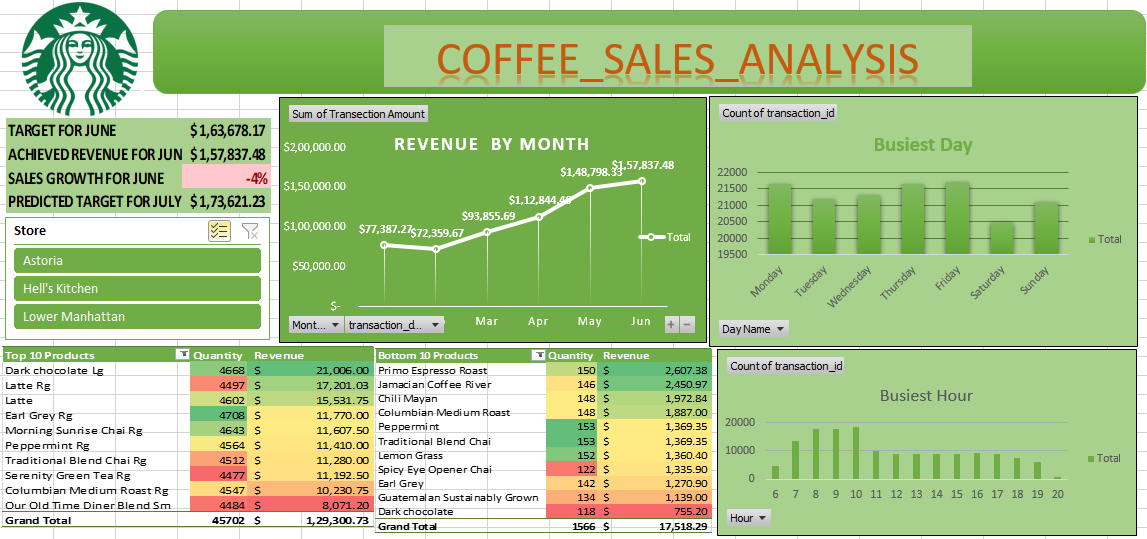 COFFEE_SALES_ANALYSIS
TARGET FOR JUNE $ 1,63,678.17
ACHIEVED REVENUE FOR JUN $ 1,57,837.48
SALES GROWTH FOR JUNE -4%
PREDICTED TARGET FOR JULY $ 1,73,621.23
Store
Astoria
Hell's Kitchen
Lower Manhattan
Sum of Transection Amount
REVENUE BY MONTH
$2,00,000.00
$1,50,000.00
$1,00,000.00
$50,000.00
$-
$77,387.27
$72,359.67
$93,855.69
$1,12,844.46
$1,48,798.33
$1,57,837.48
Total
Mar Apr May Jun
Mont... transaction_d...
Count of transaction_id
Busiest Day
22000
21500
21000
20500
20000
19500
Monday Tuesday Wednesday Thursday Friday Saturday Sunday
Total
Day Name
Top 10 Products Quantity Revenue
Dark chocolate Lg 4668 $ 21,006.00
Latte Rg 4497 $ 17,201.03
Latte 4602 $ 15,531.75
Earl Grey Rg 4708 $ 11,770.00
Morning Sunrise Chai Rg 4643 $ 11,607.50
Peppermint Rg 4564 $ 11,410.00
Traditional Blend Chai Rg 4512 $ 11,280.00
Serenity Green Tea Rg 4477 $ 11,192.50
Columbian Medium Roast Rg 4547 $ 10,230.75
Our Old Time Diner Blend Sm 4484 $ 8,071.20
Grand Total 45702 $ 1,29,300.73
Bottom 10 Products Quantity Revenue
Primo Espresso Roast 150 $ 2,607.38
Jamacian Coffee River 146 $ 2,450.97
Chili Mayan 148 $ 1,972.84
Columbian Medium Roast 148 $ 1,887.00
Peppermint 153 $ 1,369.35
Traditional Blend Chai 153 $ 1,369.35
Lemon Grass 152 $ 1,360.40
Spicy Eye Opener Chai 122 $ 1,335.90
Earl Grey 142 $ 1,270.90
Guatemalan Sustainably Grown 134 $ 1,139.00
Dark chocolate 118 $ 755.20
Grand Total 1566 $ 17,518.29
Count of transaction_id
Busiest Hour
20000
10000
0
6 7 8 9 10 11 12 13 14 15 16 17 18 19 20
Total
Hour